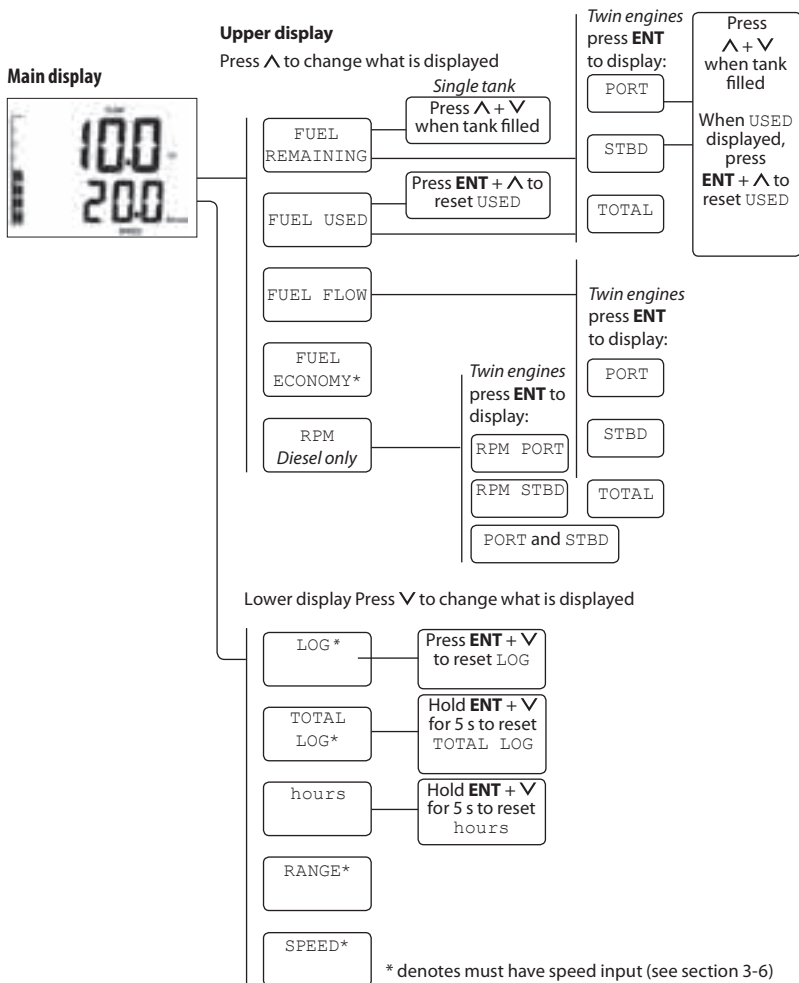 Main display
10.0
20.0
Upper display
Press ∧ to change what is displayed
FUEL
REMAINING
Single tank
Press ∧ + ∨
when tank filled
FUEL USED
Press ENT + ∧ to
reset USED
Twin engines
press ENT
to display:
PORT
STBD
TOTAL
Press
∧ + ∨
when tank
filled
When USED
displayed,
press
ENT + ∧ to
reset USED
FUEL FLOW
Twin engines
press ENT
to display:
PORT
STBD
TOTAL
FUEL
ECONOMY*
RPM
Diesel only
Twin engines
press ENT to
display:
RPM PORT
RPM STBD
PORT and STBD
Lower display Press ∨ to change what is displayed
LOG*
Press ENT + ∨
to reset LOG
TOTAL
LOG*
Hold ENT + ∨
for 5 s to reset
TOTAL LOG
hours
Hold ENT + ∨
for 5 s to reset
hours
RANGE*
SPEED*
* denotes must have speed input (see section 3-6)